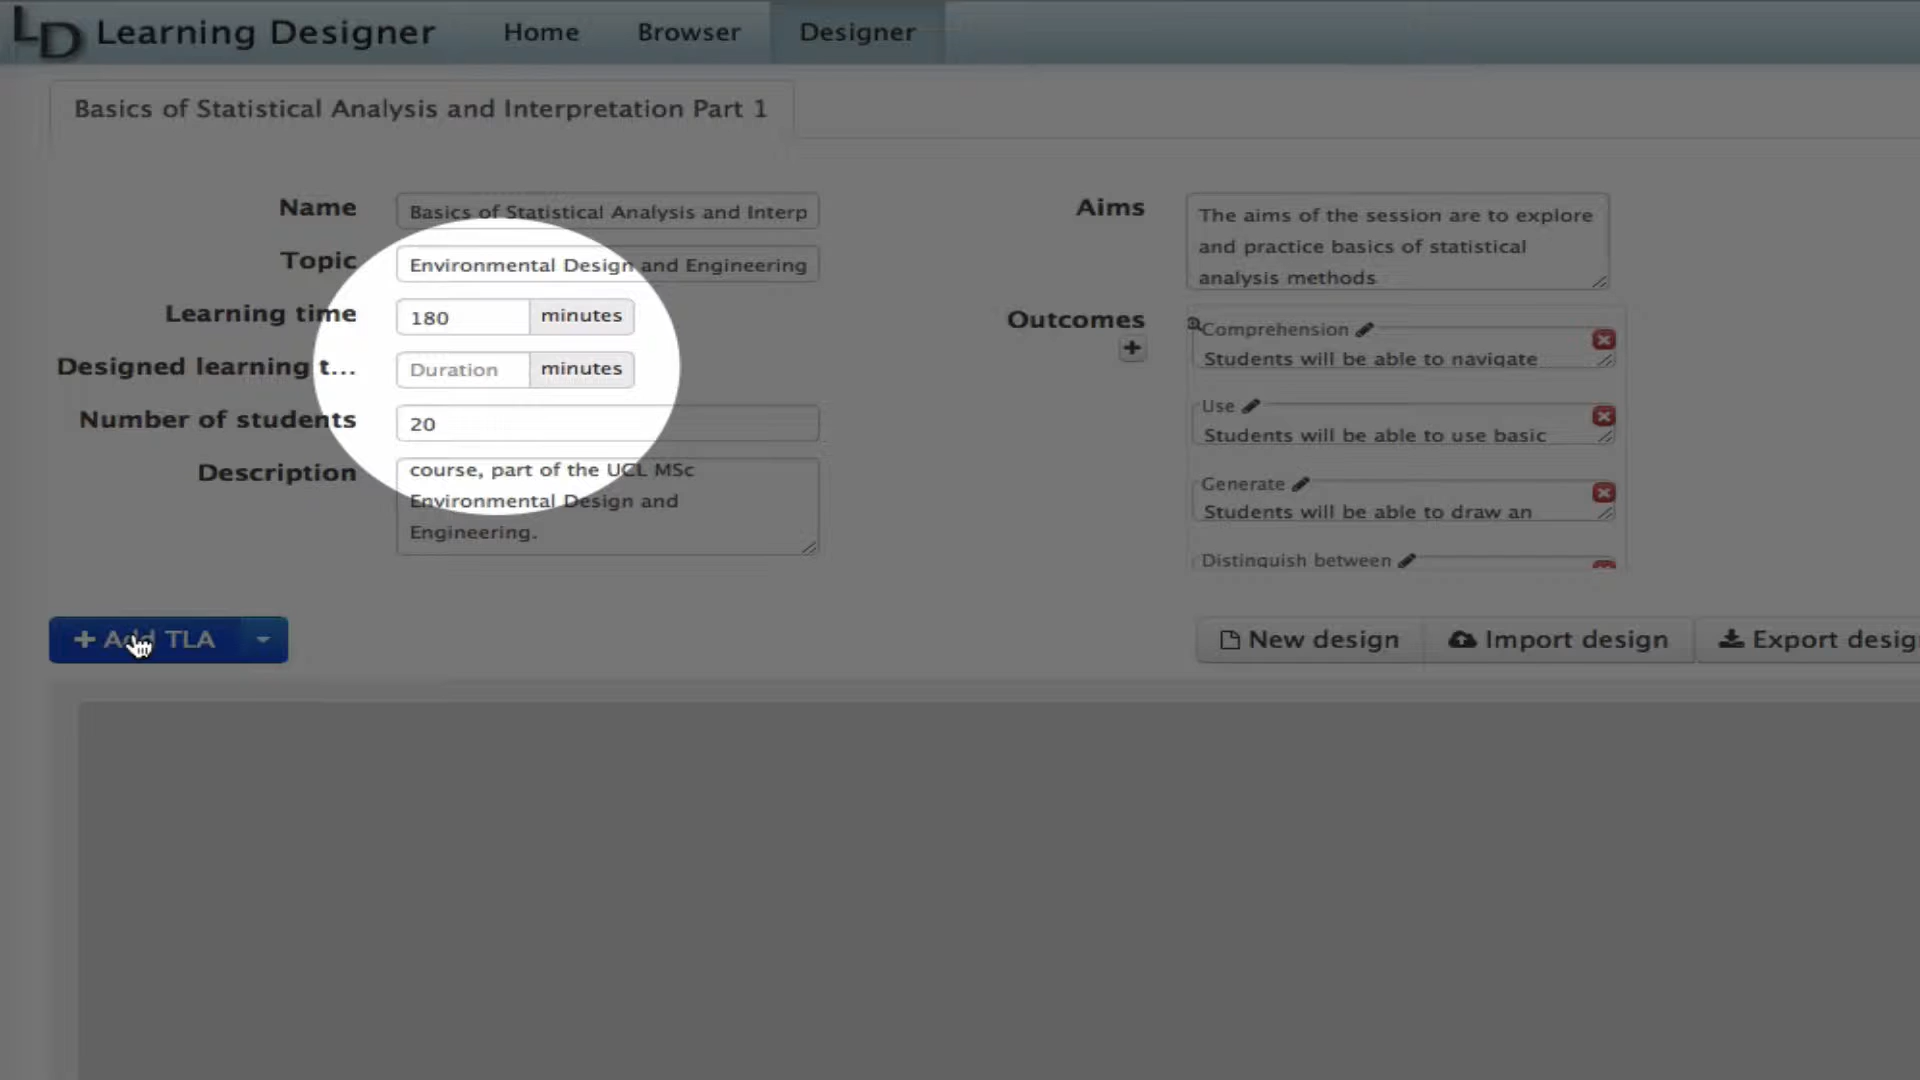 LD Learning Designer
Home
Browser
Designer
Basics of Statistical Analysis and Interpretation Part 1
Name
Basics of Statistical Analysis and Interp
Topic
Environmental Design and Engineering
Learning time
180
minutes
Designed learning t...
Duration
minutes
Number of students
20
Description
course, part of the UCL MSc
Environmental Design and
Engineering.
Aims
The aims of the session are to explore
and practice basics of statistical
analysis methods
Outcomes
Comprehension
Students will be able to navigate
Use
Students will be able to use basic
Generate
Students will be able to draw an
Distinguish between
Add TLA
New design
Import design
Export desig